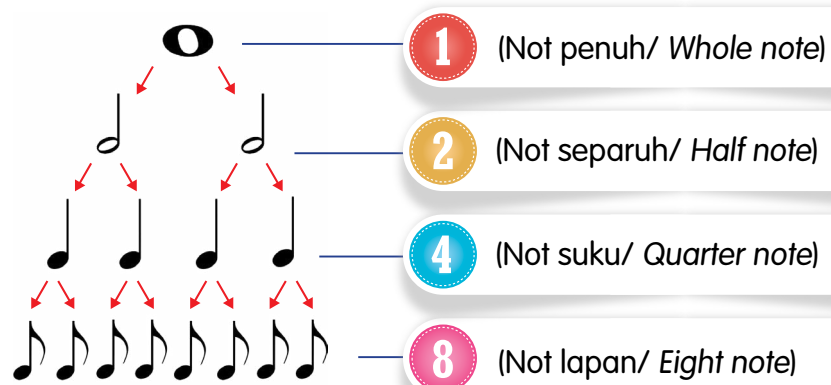 1 (Not penuh/ Whole note)
2 (Not separuh/ Half note)
4 (Not suku/ Quarter note)
8 (Not lapan/ Eight note)